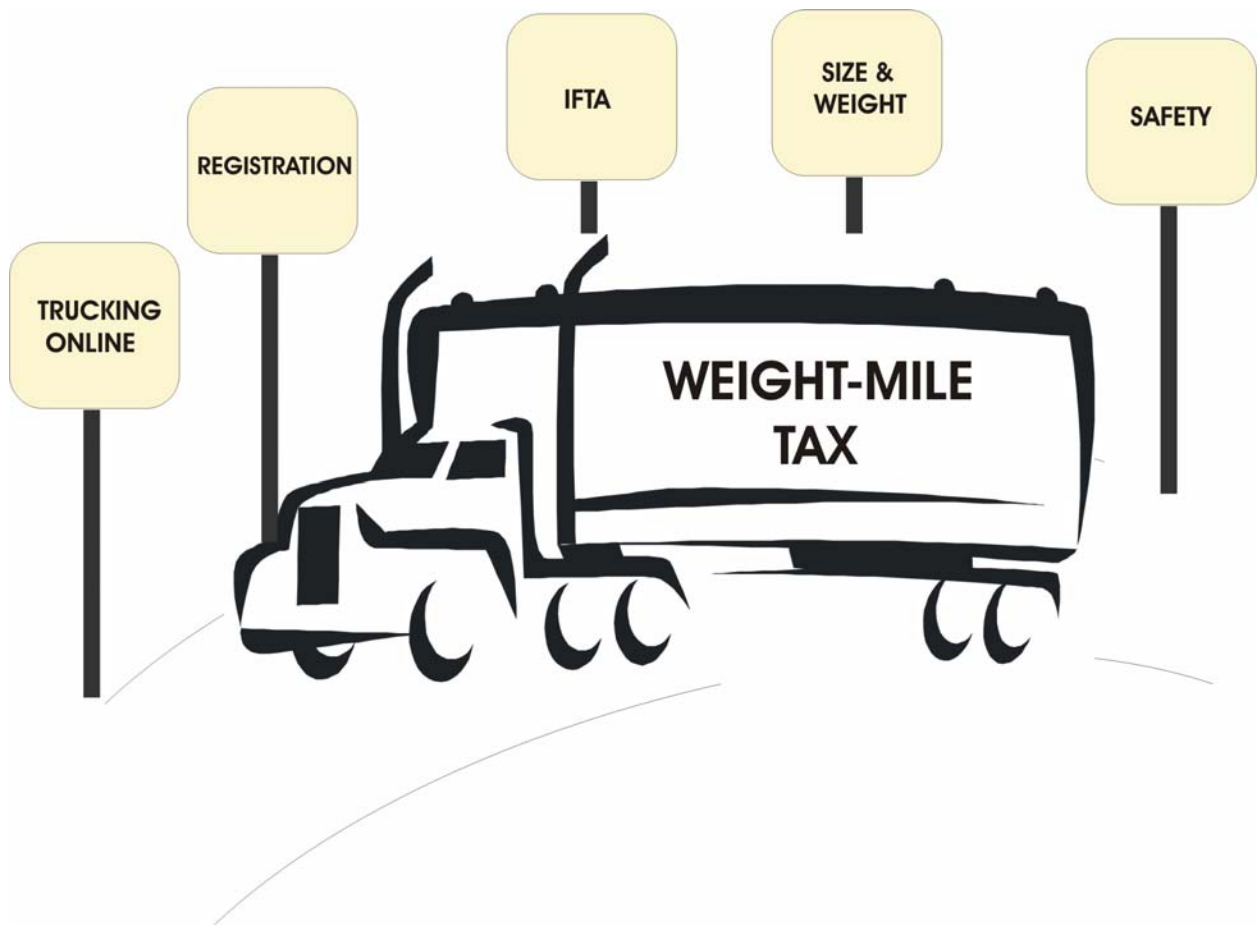 TRUCKING
ONLINE
REGISTRATION
IFTA
SIZE &
WEIGHT
SAFETY
WEIGHT-MILE
TAX